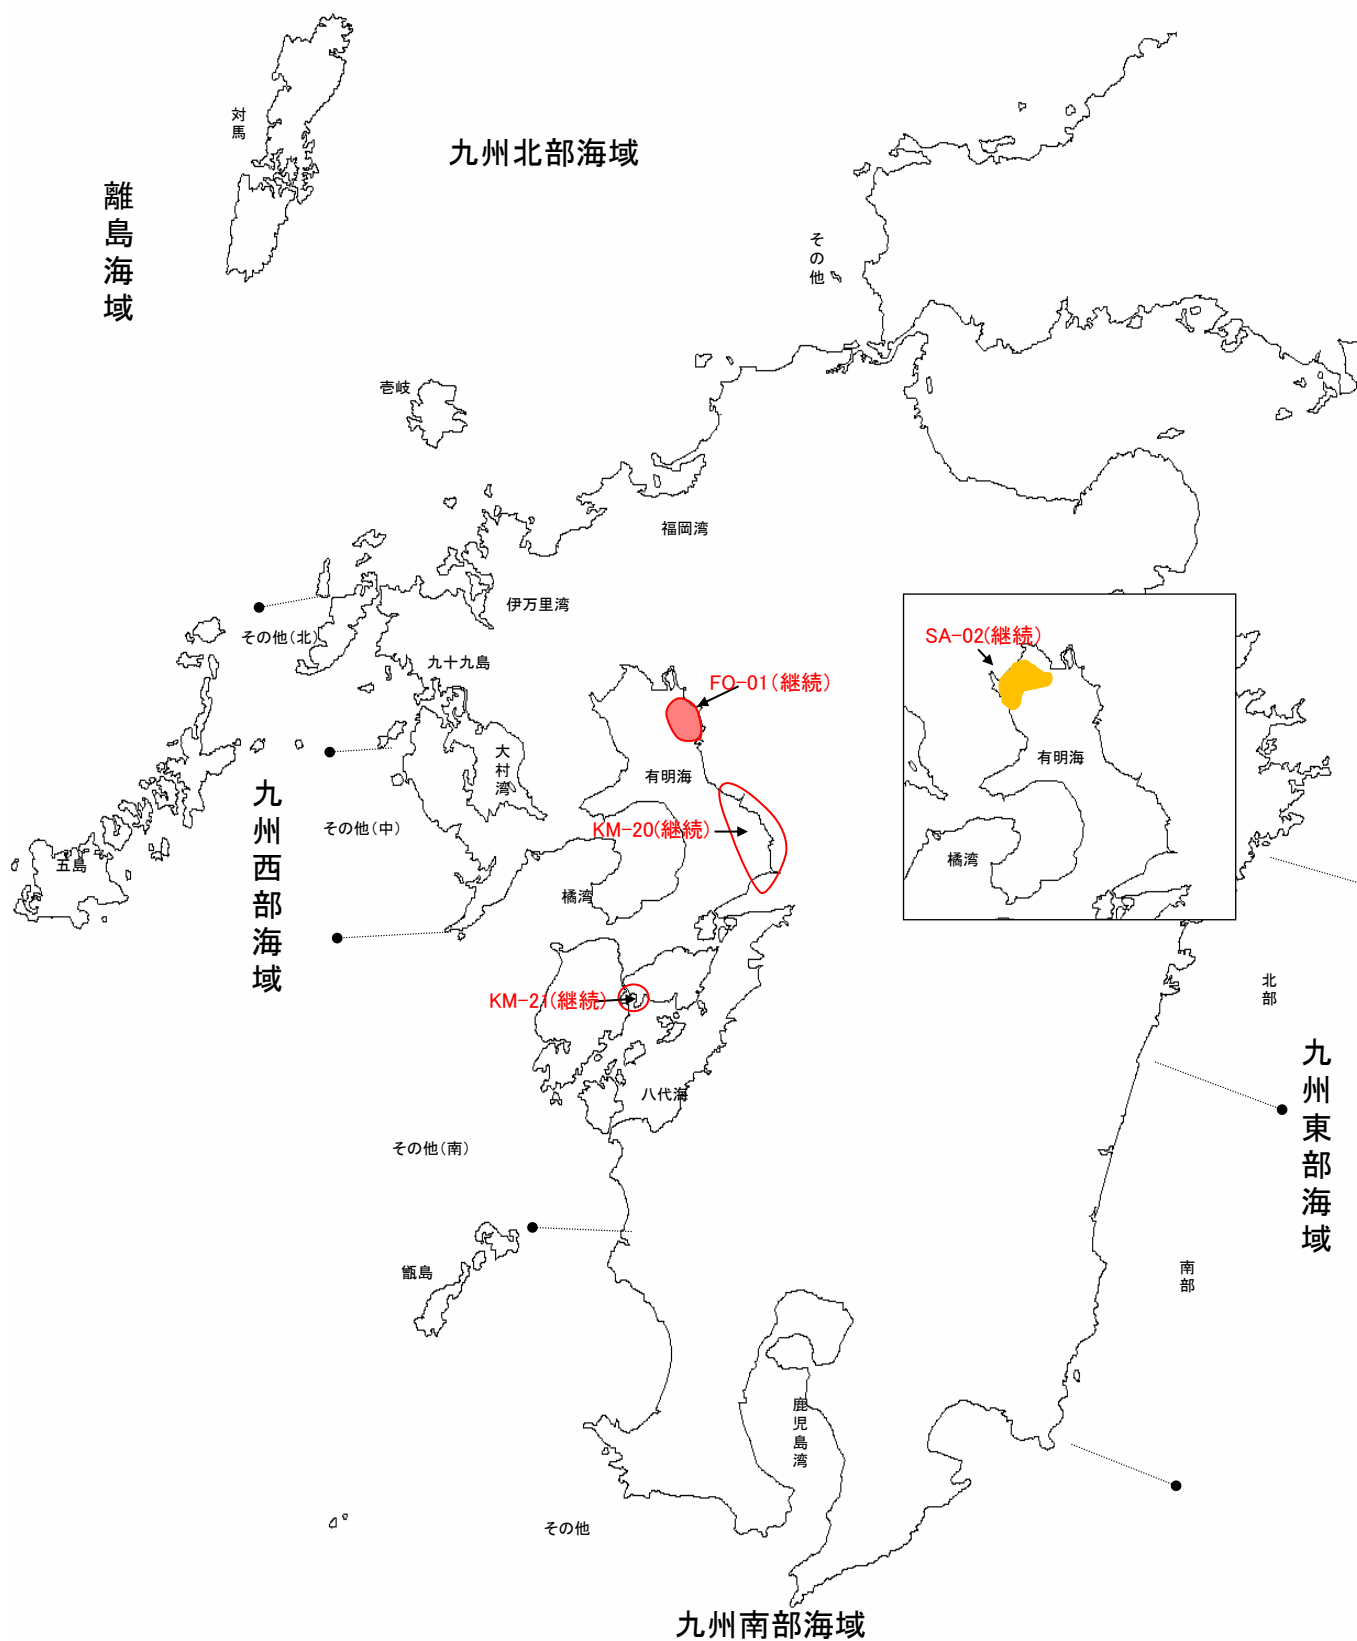 対馬
九州北部海域
離島海域
その他
壱岐
福岡湾
伊万里湾
その他(北)
九十九島
SA-02(継続)
FO-01(継続)
大村湾
有明海
有明海
九州西部海域
その他(中)
KM-20(継続)
五島
橘湾
橘湾
北部
KM-21(継続)
九州東部海域
八代海
その他(南)
甑島
南部
鹿児島湾
その他
九州南部海域